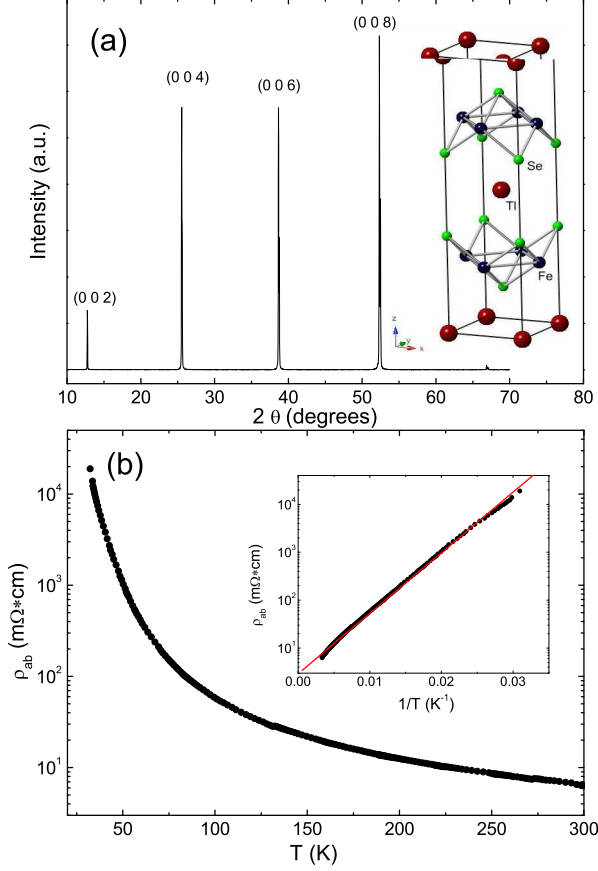 (a)
(0 0 8)
(0 0 4)
(0 0 6)
(0 0 2)
Intensity (a.u.)
Se
Tl
Fe
z
y
x
10 20 30 40 50 60 70 80
2 θ (degrees)
(b)
10⁴
10³
10² 
10¹
ρab (mΩ*cm)
10⁴
10³
10²
10¹
ρab (mΩ*cm)
0.00 0.01 0.02 0.03
1/T (K⁻¹)
50 100 150 200 250 300
T (K)